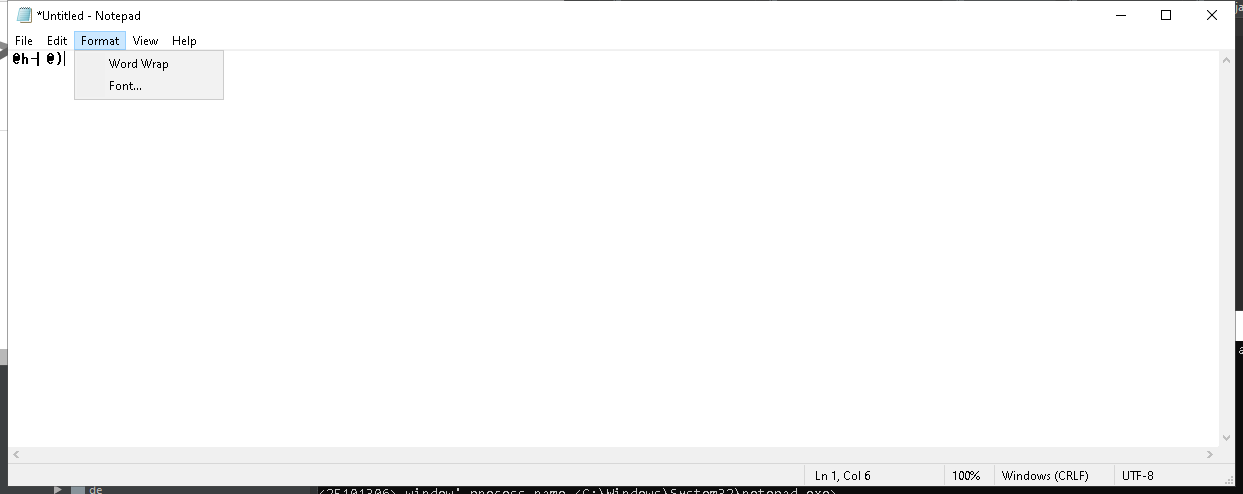 *Untitled - Notepad
File Edit Format View Help
Word Wrap
Font...
Ln 1, Col 6
100%
Windows (CRLF)
UTF-8
de
<25101306> window' process name <C:\Windows\System32\notepad.exe>